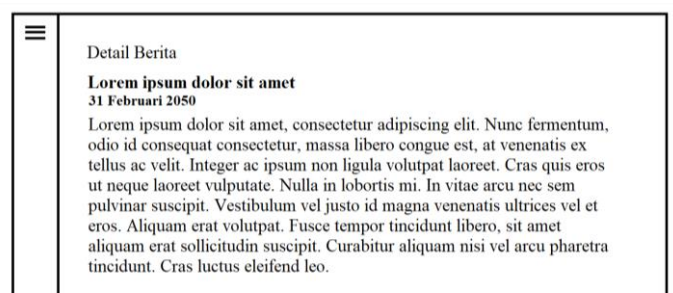 Detail Berita
Lorem ipsum dolor sit amet
31 Februari 2050
Lorem ipsum dolor sit amet, consectetur adipiscing elit. Nunc fermentum,
odio id consequat consectetur, massa libero congue est, at venenatis ex
tellus ac velit. Integer ac ipsum non ligula volutpat laoreet. Cras quis eros
ut neque laoreet vulputate. Nulla in lobortis mi. In vitae arcu nec sem
pulvinar suscipit. Vestibulum vel justo id magna venenatis ultrices vel et
eros. Aliquam erat volutpat. Fusce tempor tincidunt libero, sit amet
aliquam erat sollicitudin suscipit. Curabitur aliquam nisi vel arcu pharetra
tincidunt. Cras luctus eleifend leo.